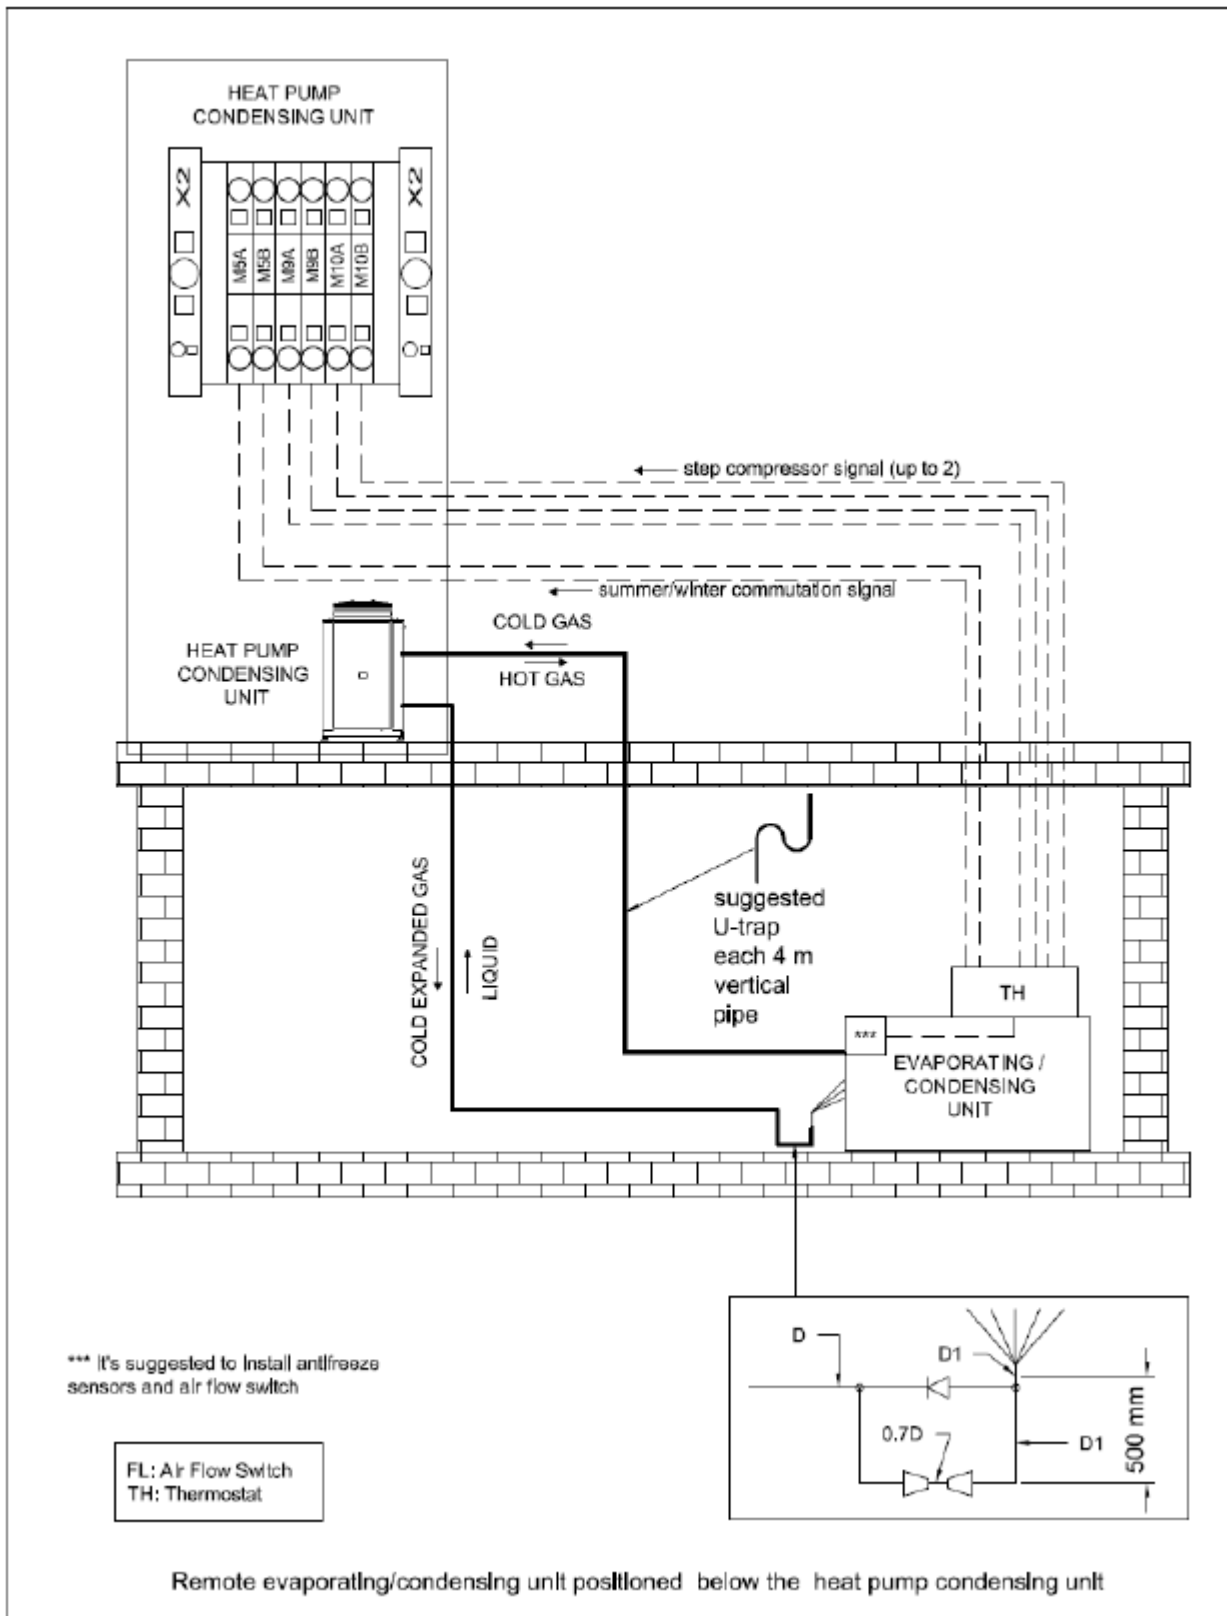 HEAT PUMP
CONDENSING UNIT
X2
M5A
M5B
M9A
M9B
M10A
M10B
X2
step compressor signal (up to 2)
summer/winter commutation signal
COLD GAS
HOT GAS
HEAT PUMP
CONDENSING
UNIT
COLD EXPANDED GAS
LIQUID
suggested
U-trap
each 4 m
vertical
pipe
TH
***
EVAPORATING /
CONDENSING
UNIT
D
D1
0.7D
D1
500 mm
*** It's suggested to install antifreeze
sensors and air flow switch
FL: Air Flow Switch
TH: Thermostat
Remote evaporating/condensing unit positioned below the heat pump condensing unit